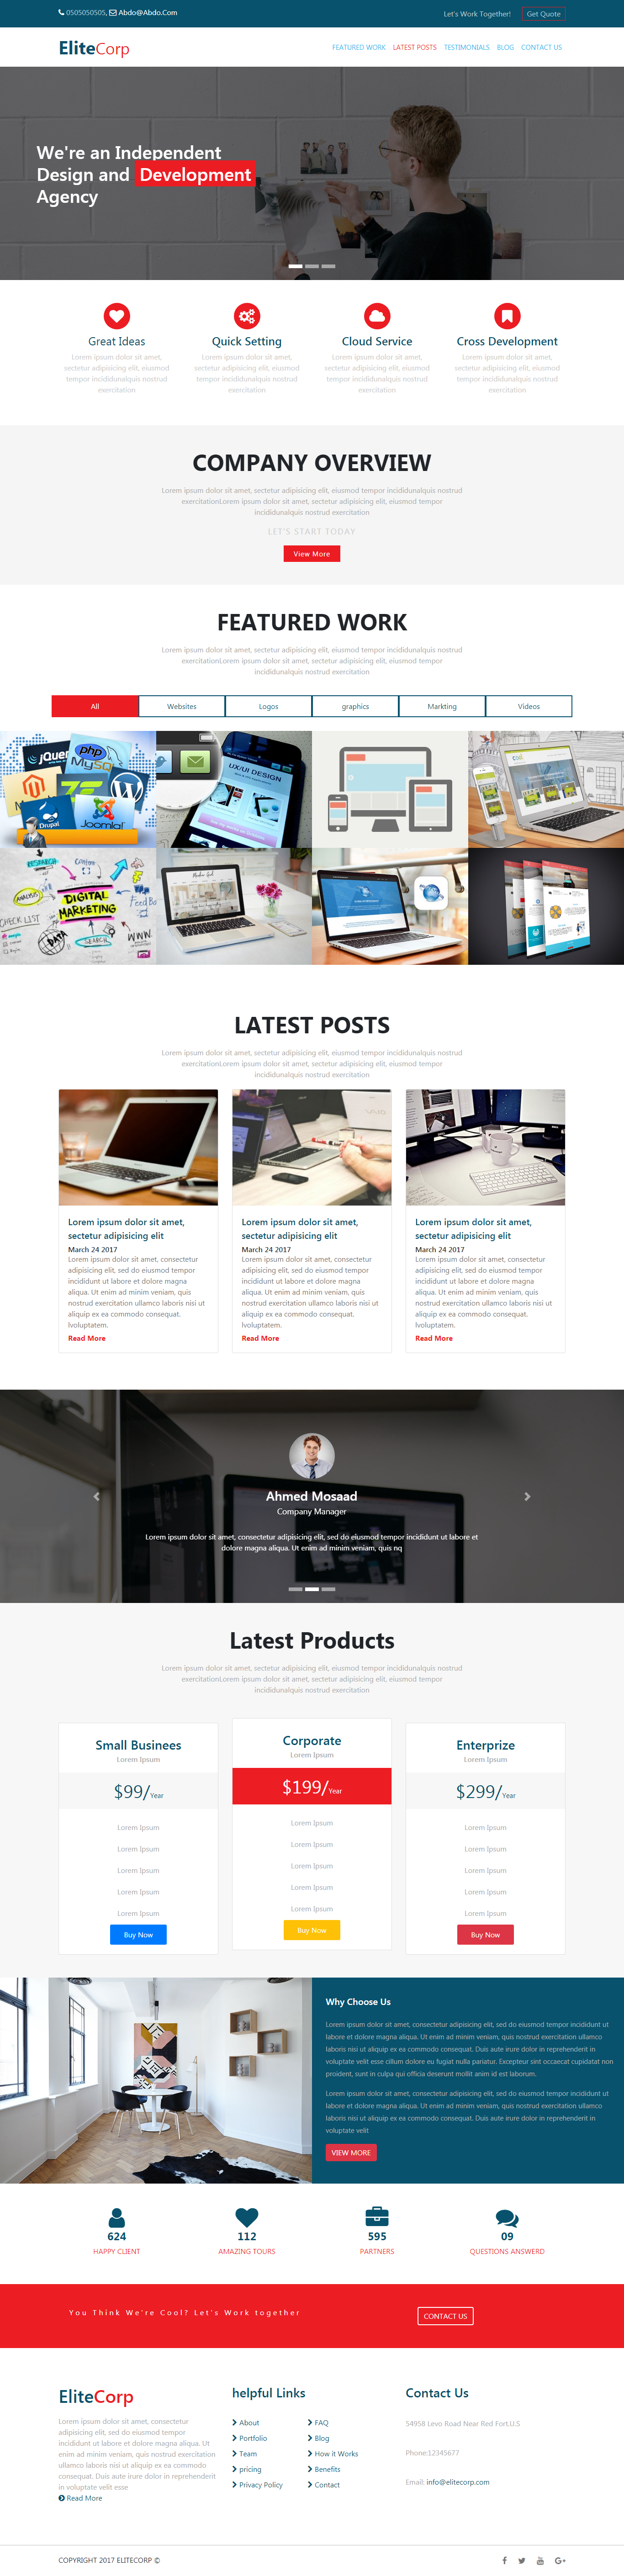 0505050505, Abdo@Abdo.Com
Let's Work Together!
Get Quote
EliteCorp
FEATURED WORK LATEST POSTS TESTIMONIALS BLOG CONTACT US
We're an Independent
Design and Development
Agency
Great Ideas
Lorem ipsum dolor sit amet,
sectetur adipisicing elit, eiusmod
tempor incididunalquis nostrud
exercitation
Quick Setting
Lorem ipsum dolor sit amet,
sectetur adipisicing elit, eiusmod
tempor incididunalquis nostrud
exercitation
Cloud Service
Lorem ipsum dolor sit amet,
sectetur adipisicing elit, eiusmod
tempor incididunalquis nostrud
exercitation
Cross Development
Lorem ipsum dolor sit amet,
sectetur adipisicing elit, eiusmod
tempor incididunalquis nostrud
exercitation
COMPANY OVERVIEW
Lorem ipsum dolor sit amet, sectetur adipisicing elit, eiusmod tempor incididunalquis nostrud
exercitationLorem ipsum dolor sit amet, sectetur adipisicing elit, eiusmod tempor
incididunalquis nostrud exercitation
LET'S START TODAY
View More
FEATURED WORK
Lorem ipsum dolor sit amet, sectetur adipisicing elit, eiusmod tempor incididunalquis nostrud
exercitationLorem ipsum dolor sit amet, sectetur adipisicing elit, eiusmod tempor
incididunalquis nostrud exercitation
All
Websites
Logos
graphics
Markting
Videos
jQuery
php
MySQL
Drupal
Joomla!
UX/UI DESIGN
RESEARCH
CONTENT
ANALYSIS
DIGITAL
MARKETING
CHECK LIST
DATA
SEARCH
WWW
LATEST POSTS
Lorem ipsum dolor sit amet, sectetur adipisicing elit, eiusmod tempor incididunalquis nostrud
exercitationLorem ipsum dolor sit amet, sectetur adipisicing elit, eiusmod tempor
incididunalquis nostrud exercitation
Lorem ipsum dolor sit amet,
sectetur adipisicing elit
March 24 2017
Lorem ipsum dolor sit amet, consectetur
adipisicing elit, sed do eiusmod tempor
incididunt ut labore et dolore magna
aliqua. Ut enim ad minim veniam, quis
nostrud exercitation ullamco laboris nisi ut
aliquip ex ea commodo consequat.
lvoluptatem.
Read More
Lorem ipsum dolor sit amet,
sectetur adipisicing elit
March 24 2017
Lorem ipsum dolor sit amet, consectetur
adipisicing elit, sed do eiusmod tempor
incididunt ut labore et dolore magna
aliqua. Ut enim ad minim veniam, quis
nostrud exercitation ullamco laboris nisi ut
aliquip ex ea commodo consequat.
lvoluptatem.
Read More
Lorem ipsum dolor sit amet,
sectetur adipisicing elit
March 24 2017
Lorem ipsum dolor sit amet, consectetur
adipisicing elit, sed do eiusmod tempor
incididunt ut labore et dolore magna
aliqua. Ut enim ad minim veniam, quis
nostrud exercitation ullamco laboris nisi ut
aliquip ex ea commodo consequat.
lvoluptatem.
Read More
Ahmed Mosaad
Company Manager
Lorem ipsum dolor sit amet, consectetur adipisicing elit, sed do eiusmod tempor incididunt ut labore et
dolore magna aliqua. Ut enim ad minim veniam, quis nq
Latest Products
Lorem ipsum dolor sit amet, sectetur adipisicing elit, eiusmod tempor incididunalquis nostrud
exercitationLorem ipsum dolor sit amet, sectetur adipisicing elit, eiusmod tempor
incididunalquis nostrud exercitation
Small Businees
Lorem Ipsum
$99/Year
Lorem Ipsum
Lorem Ipsum
Lorem Ipsum
Lorem Ipsum
Lorem Ipsum
Buy Now
Corporate
Lorem Ipsum
$199/Year
Lorem Ipsum
Lorem Ipsum
Lorem Ipsum
Lorem Ipsum
Lorem Ipsum
Buy Now
Enterprize
Lorem Ipsum
$299/Year
Lorem Ipsum
Lorem Ipsum
Lorem Ipsum
Lorem Ipsum
Lorem Ipsum
Buy Now
Why Choose Us
Lorem ipsum dolor sit amet, consectetur adipisicing elit, sed do eiusmod tempor incididunt ut
labore et dolore magna aliqua. Ut enim ad minim veniam, quis nostrud exercitation ullamco
laboris nisi ut aliquip ex ea commodo consequat. Duis aute irure dolor in reprehenderit in
voluptate velit esse cillum dolore eu fugiat nulla pariatur. Excepteur sint occaecat cupidatat non
proident, sunt in culpa qui officia deserunt mollit anim id est laborum.
Lorem ipsum dolor sit amet, consectetur adipisicing elit, sed do eiusmod tempor incididunt ut
labore et dolore magna aliqua. Ut enim ad minim veniam, quis nostrud exercitation ullamco
laboris nisi ut aliquip ex ea commodo consequat. Duis aute irure dolor in reprehenderit in
voluptate velit
VIEW MORE
624
HAPPY CLIENT
112
AMAZING TOURS
595
PARTNERS
09
QUESTIONS ANSWERD
You Think We're Cool? Let's Work together
CONTACT US
EliteCorp
Lorem ipsum dolor sit amet, consectetur
adipisicing elit, sed do eiusmod tempor
incididunt ut labore et dolore magna aliqua. Ut
enim ad minim veniam, quis nostrud exercitation
ullamco laboris nisi ut aliquip ex ea commodo
consequat. Duis aute irure dolor in reprehenderit
in voluptate velit esse
Read More
helpful Links
About
Portfolio
Team
pricing
Privacy Policy
FAQ
Blog
How it Works
Benefits
Contact
Contact Us
54958 Levo Road Near Red Fort.U.S
Phone:12345677
Email: info@elitecorp.com
COPYRIGHT 2017 ELITECORP ©